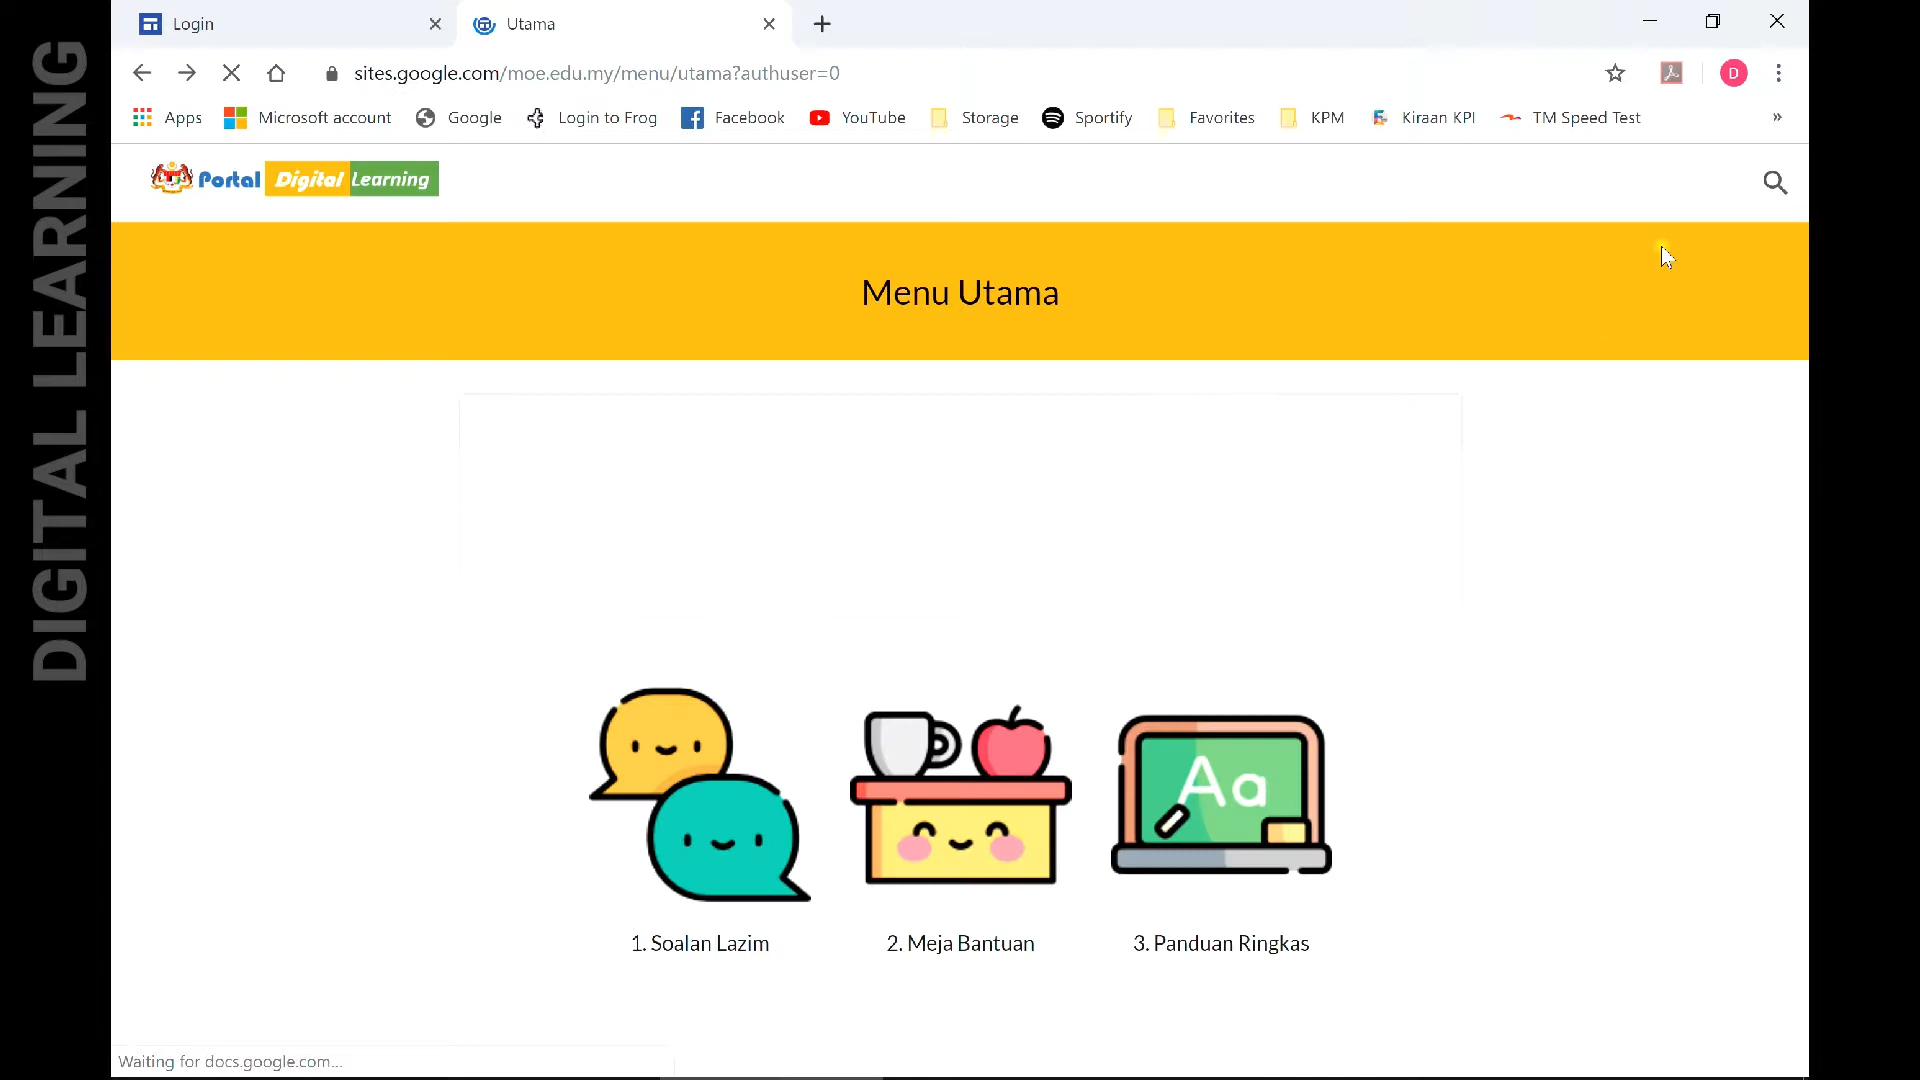 DIGITAL LEARNING
Login
Utama
sites.google.com/moe.edu.my/menu/utama?authuser=0
D
Apps
Microsoft account
Google
Login to Frog
Facebook
YouTube
Storage
Sportify
Favorites
KPM
Kiraan KPI
TM Speed Test
»
Portal Digital Learning
Menu Utama
Aa
1. Soalan Lazim
2. Meja Bantuan
3. Panduan Ringkas
Waiting for docs.google.com...